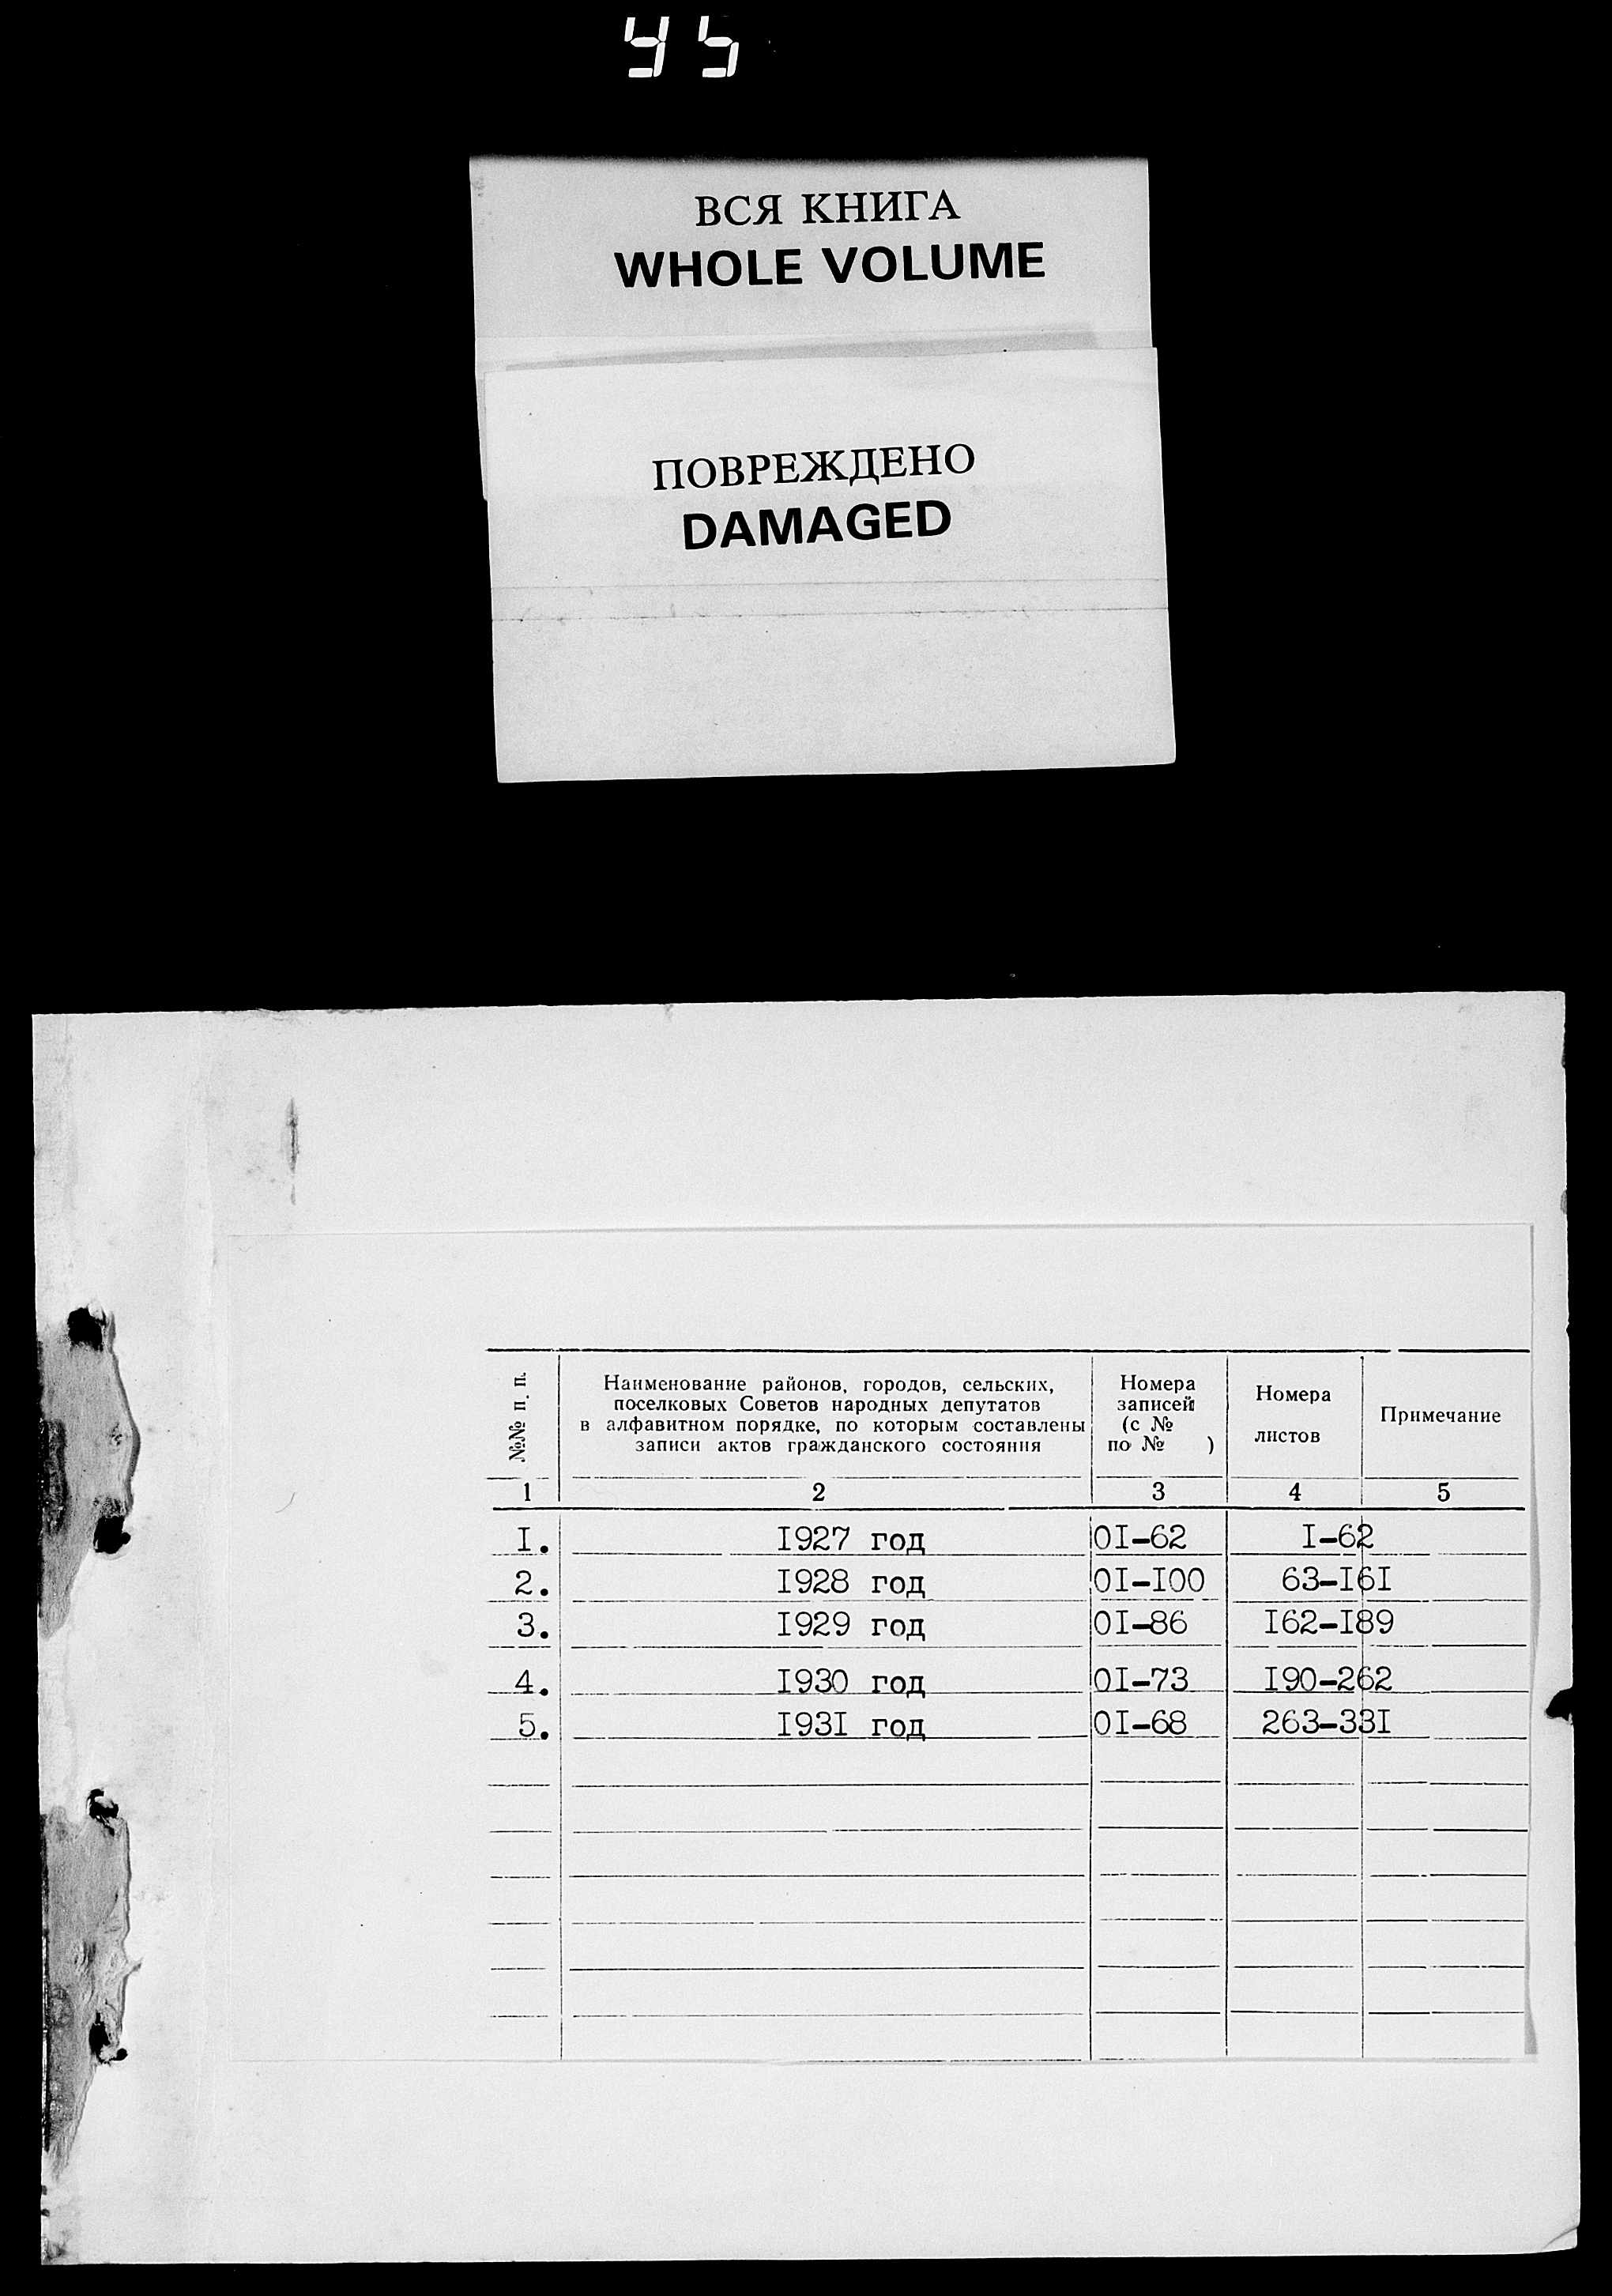 45
ВСЯ КНИГА
WHOLE VOLUME
ПОВРЕЖДЕНО
DAMAGED
№№ п. п.
Наименование районов, городов, сельских,
поселковых Советов народных депутатов
в алфавитном порядке, по которым составлены
записи актов гражданского состояния
Номера
записей
(с №
по № )
Номера
листов
Примечание
1 2 3 4 5
I. I927 год 0I-62 I-62
2. I928 год 0I-I00 63-I6I
3. I929 год 0I-86 I62-I89
4. I930 год 0I-73 I90-262
5. I93I год 0I-68 263-33I